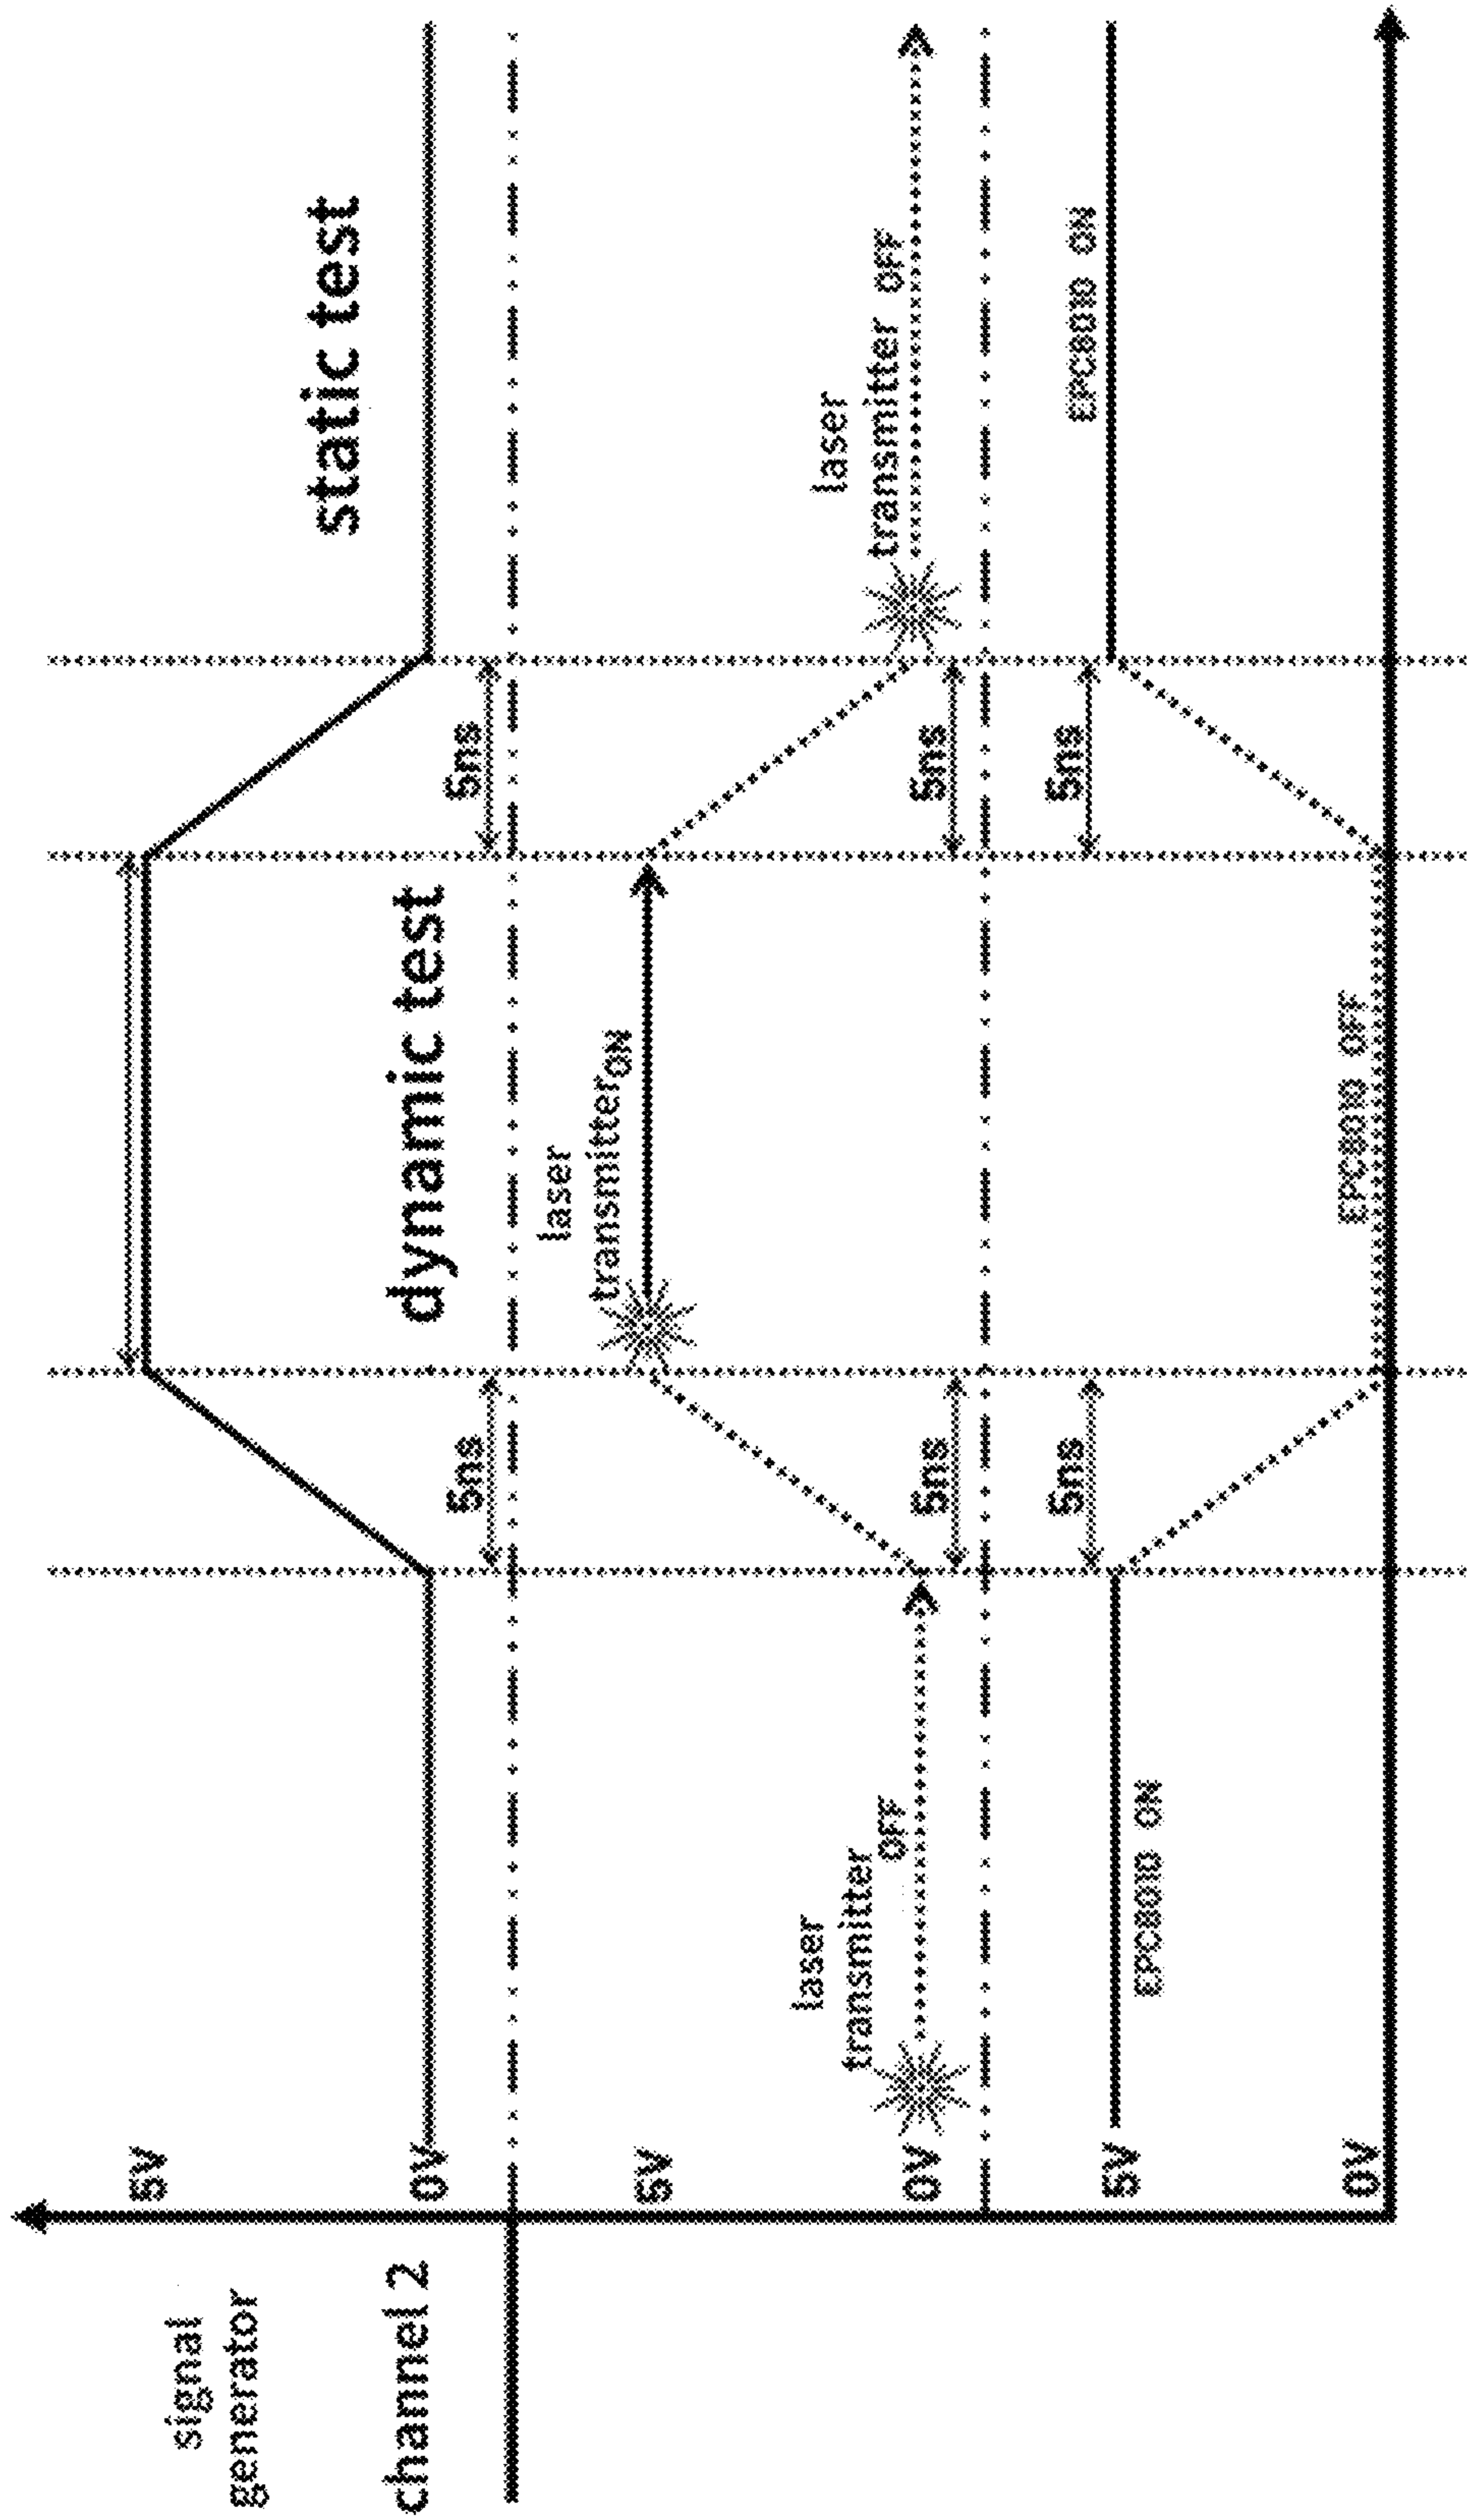 signal
generator
channel 2
5V
0V
5V
0V
5V
0V
static test
dynamic test
5ns
5ns
laser
transmitter OFF
laser
transmitter ON
laser
transmitter OFF
5ns
5ns
5ns
5ns
EPC8010 ON
EPC8010 OFF
EPC8010 ON